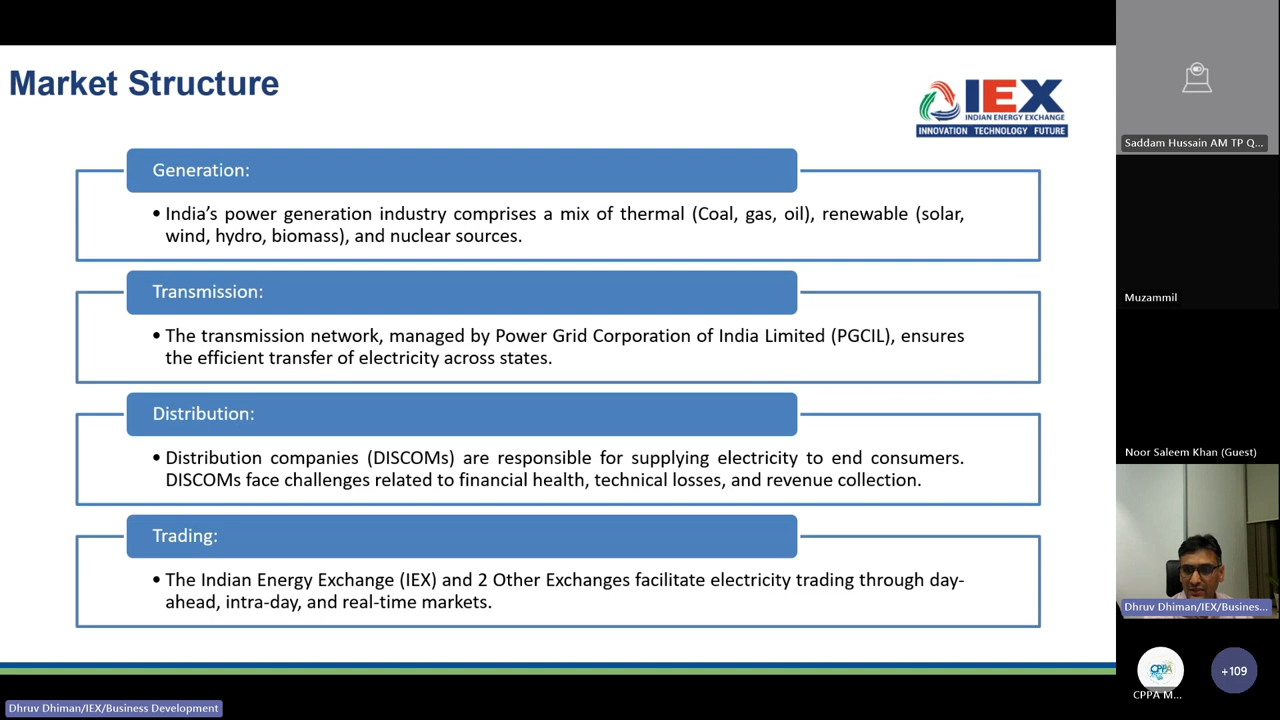 Market Structure
IEX
INDIAN ENERGY EXCHANGE
INNOVATION TECHNOLOGY FUTURE
Generation:
• India’s power generation industry comprises a mix of thermal (Coal, gas, oil), renewable (solar,
wind, hydro, biomass), and nuclear sources.
Transmission:
• The transmission network, managed by Power Grid Corporation of India Limited (PGCIL), ensures
the efficient transfer of electricity across states.
Distribution:
• Distribution companies (DISCOMs) are responsible for supplying electricity to end consumers.
DISCOMs face challenges related to financial health, technical losses, and revenue collection.
Trading:
• The Indian Energy Exchange (IEX) and 2 Other Exchanges facilitate electricity trading through day-
ahead, intra-day, and real-time markets.
Dhruv Dhiman/IEX/Business Development
Saddam Hussain AM TP Q...
Muzammil
Noor Saleem Khan (Guest)
Dhruv Dhiman/IEX/Busines...
CPPA
CPPA M...
+109